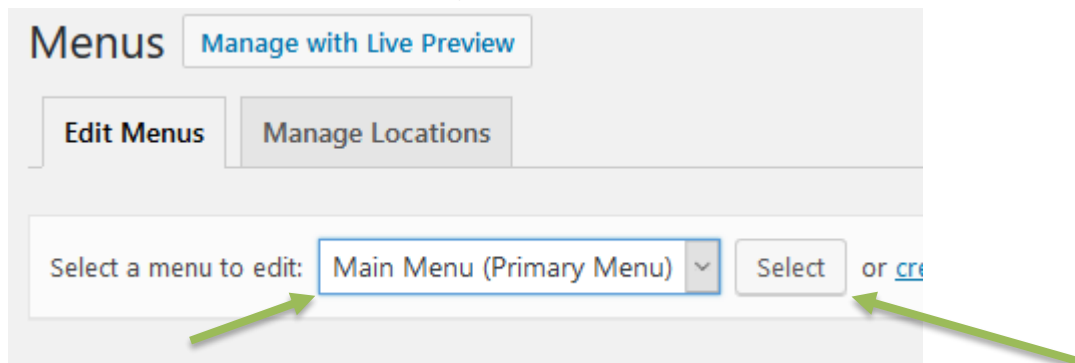 Menus Manage with Live Preview
Edit Menus Manage Locations
Select a menu to edit: Main Menu (Primary Menu) Select or